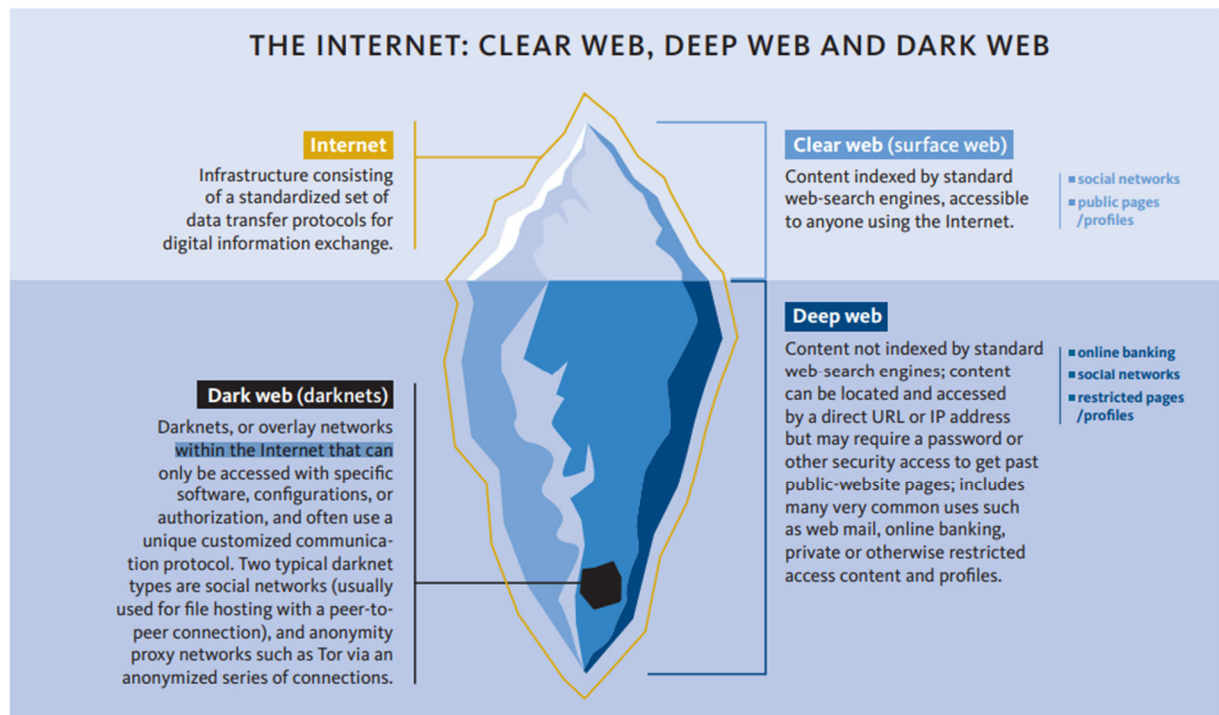 THE INTERNET: CLEAR WEB, DEEP WEB AND DARK WEB
Internet
Infrastructure consisting
of a standardized set of
data transfer protocols for
digital information exchange.
Clear web (surface web)
Content indexed by standard
web-search engines, accessible
to anyone using the Internet.
■ social networks
■ public pages
/profiles
Dark web (darknets)
Darknets, or overlay networks
within the Internet that can
only be accessed with specific
software, configurations, or
authorization, and often use a
unique customized communica-
tion protocol. Two typical darknet
types are social networks (usually
used for file hosting with a peer-to-
peer connection), and anonymity
proxy networks such as Tor via an
anonymized series of connections.
Deep web
Content not indexed by standard
web-search engines; content
can be located and accessed
by a direct URL or IP address
but may require a password or
other security access to get past
public-website pages; includes
many very common uses such
as web mail, online banking,
private or otherwise restricted
access content and profiles.
■ online banking
■ social networks
■ restricted pages
/profiles